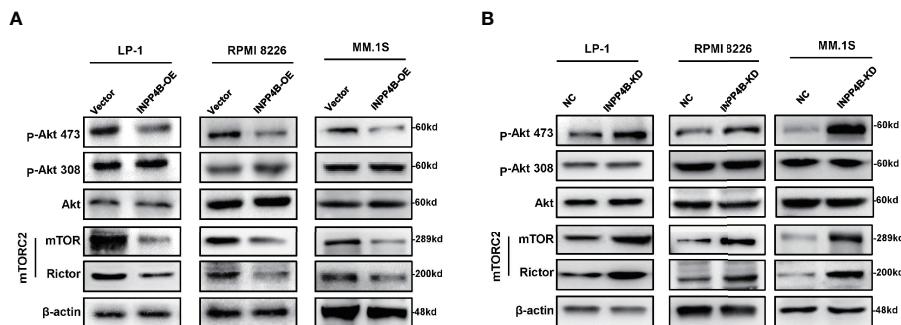 A
LP-1 RPMI 8226 MM.1S
Vector INPP4B-OE Vector INPP4B-OE Vector INPP4B-OE
p-Akt 473 -60kd
p-Akt 308 -60kd
Akt -60kd
mTORC2
mTOR -289kd
Rictor -200kd
β-actin -48kd
B
LP-1 RPMI 8226 MM.1S
NC INPP4B-KD NC INPP4B-KD NC INPP4B-KD
p-Akt 473 -60kd
p-Akt 308 -60kd
Akt -60kd
mTORC2
mTOR -289kd
Rictor -200kd
β-actin -48kd